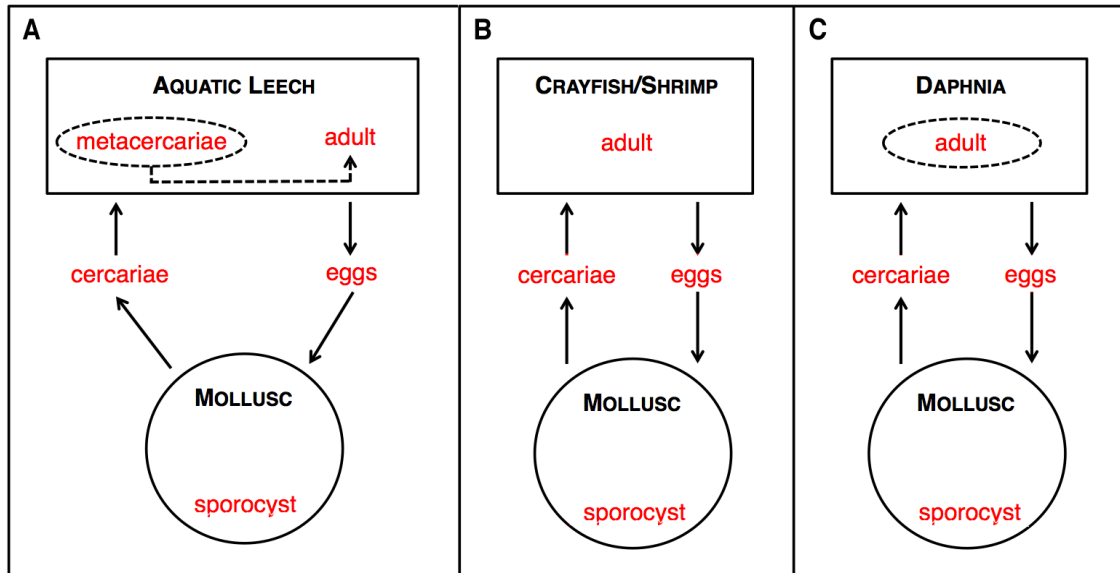 A
AQUATIC LEECH
metacercariae
adult
cercariae
eggs
MOLLUSC
sporocyst
B
CRAYFISH/SHRIMP
adult
cercariae
eggs
MOLLUSC
sporocyst
C
DAPHNIA
adult
cercariae
eggs
MOLLUSC
sporocyst